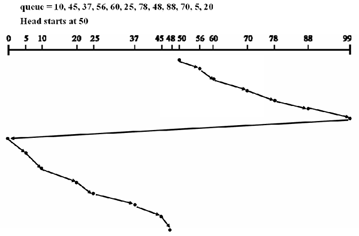 queue = 10, 45, 37, 56, 60, 25, 78, 48. 88, 70. 5, 20
Head starts at 50
0 5 10 20 25 37 45 48 50 56 60 70 78 88 99